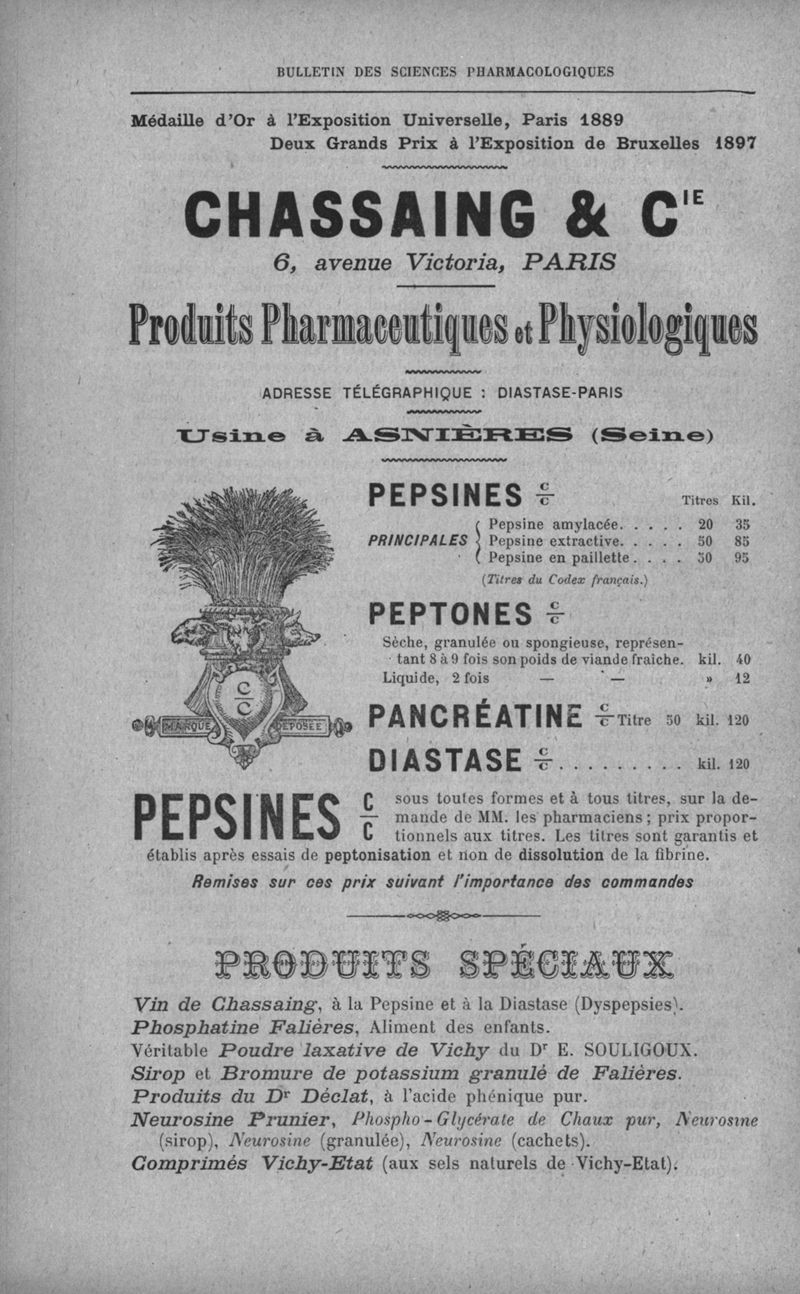 BULLETIN DES SCIENCES PHARMACOLOGIQUES
Médaille d'Or à l'Exposition Universelle, Paris 1889
Deux Grands Prix à l'Exposition de Bruxelles 1897
CHASSAING & CIE
6, avenue Victoria, PARIS
Produits Pharmaceutiques et Physiologiques
ADRESSE TÉLÉGRAPHIQUE : DIASTASE-PARIS
Usine à ASNIÈRES (Seine)
PEPSINES C/C Titres Kil.
PRINCIPALES
Pepsine amylacée. . . . . 20 35
Pepsine extractive. . . . . 50 85
Pepsine en paillette. . . . 50 95
(Titres du Codex français.)
PEPTONES C/C
Sèche, granulée ou spongieuse, représen-
tant 8 à 9 fois son poids de viande fraîche. kil. 40
Liquide, 2 fois — — » 12
C/C
MARQUE DÉPOSÉE
PANCRÉATINE C/C Titre 50 kil. 120
DIASTASE C/C . . . . . . . . . . kil. 120
PEPSINES C/C sous toutes formes et à tous titres, sur la de-
mande de MM. les pharmaciens; prix propor-
tionnels aux titres. Les titres sont garantis et
établis après essais de peptonisation et non de dissolution de la fibrine.
Remises sur ces prix suivant l'importance des commandes
PRODUITS SPÉCIAUX
Vin de Chassaing, à la Pepsine et à la Diastase (Dyspepsies).
Phosphatine Falières, Aliment des enfants.
Véritable Poudre laxative de Vichy du Dr E. SOULIGOUX.
Sirop et Bromure de potassium granulé de Falières.
Produits du Dr Déclat, à l'acide phénique pur.
Neurosine Prunier, Phospho-Glycérate de Chaux pur, Neurosine
(sirop), Neurosine (granulée), Neurosine (cachets).
Comprimés Vichy-Etat (aux sels naturels de Vichy-Etat).